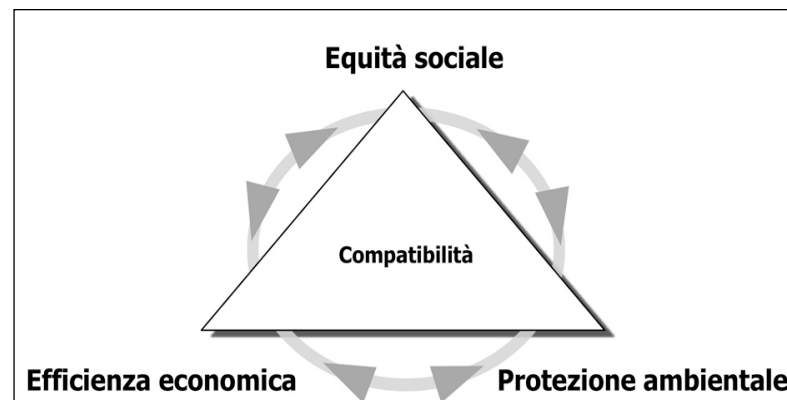 Equità sociale
Compatibilità
Efficienza economica
Protezione ambientale